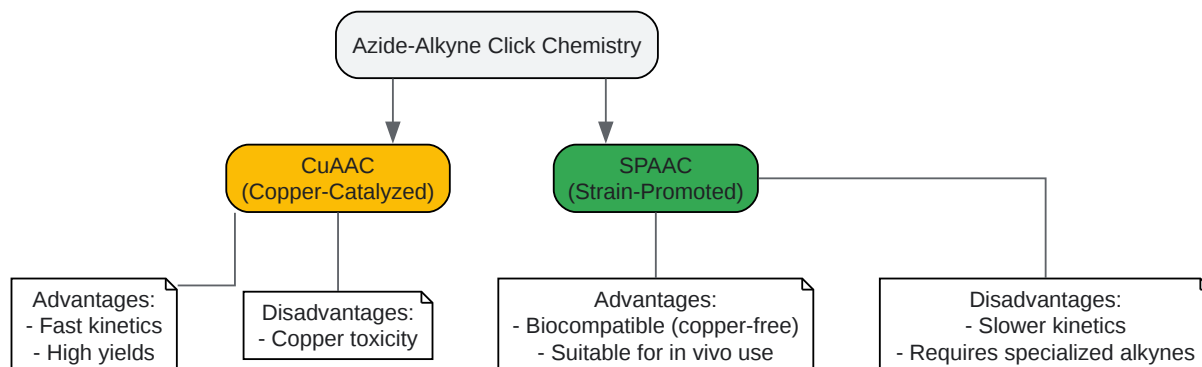 Azide-Alkyne Click Chemistry
CuAAC
(Copper-Catalyzed)
SPAAC
(Strain-Promoted)
Advantages:
- Fast kinetics
- High yields
Disadvantages:
- Copper toxicity
Advantages:
- Biocompatible (copper-free)
- Suitable for in vivo use
Disadvantages:
- Slower kinetics
- Requires specialized alkynes